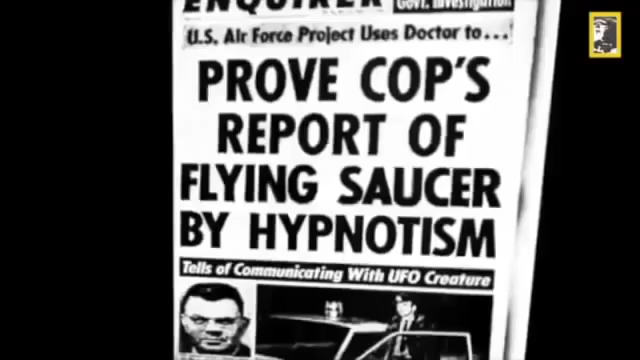 ENQUIRER
Govt. Investigation
U.S. Air Force Project Uses Doctor to...
PROVE COP'S
REPORT OF
FLYING SAUCER
BY HYPNOTISM
Tells of Communicating With UFO Creature